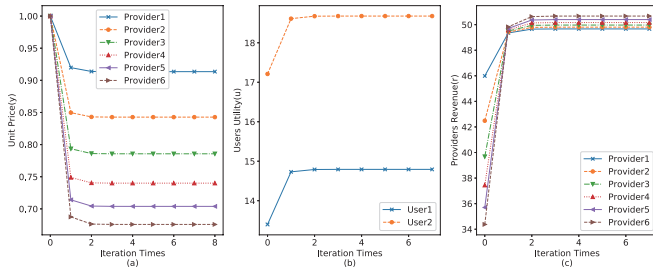 1.00
0.95
0.90
0.85
0.80
0.75
0.70
Unit Price(y)
Provider1
Provider2
Provider3
Provider4
Provider5
Provider6
0 2 4 6 8
Iteration Times
(a)
18
17
16
15
14
Users Utility(u)
User1
User2
0 2 4 6
Iteration Times
(b)
50
48
46
44
42
40
38
36
34
Providers Revenue(r)
Provider1
Provider2
Provider3
Provider4
Provider5
Provider6
0 2 4 6
Iteration Times
(c)